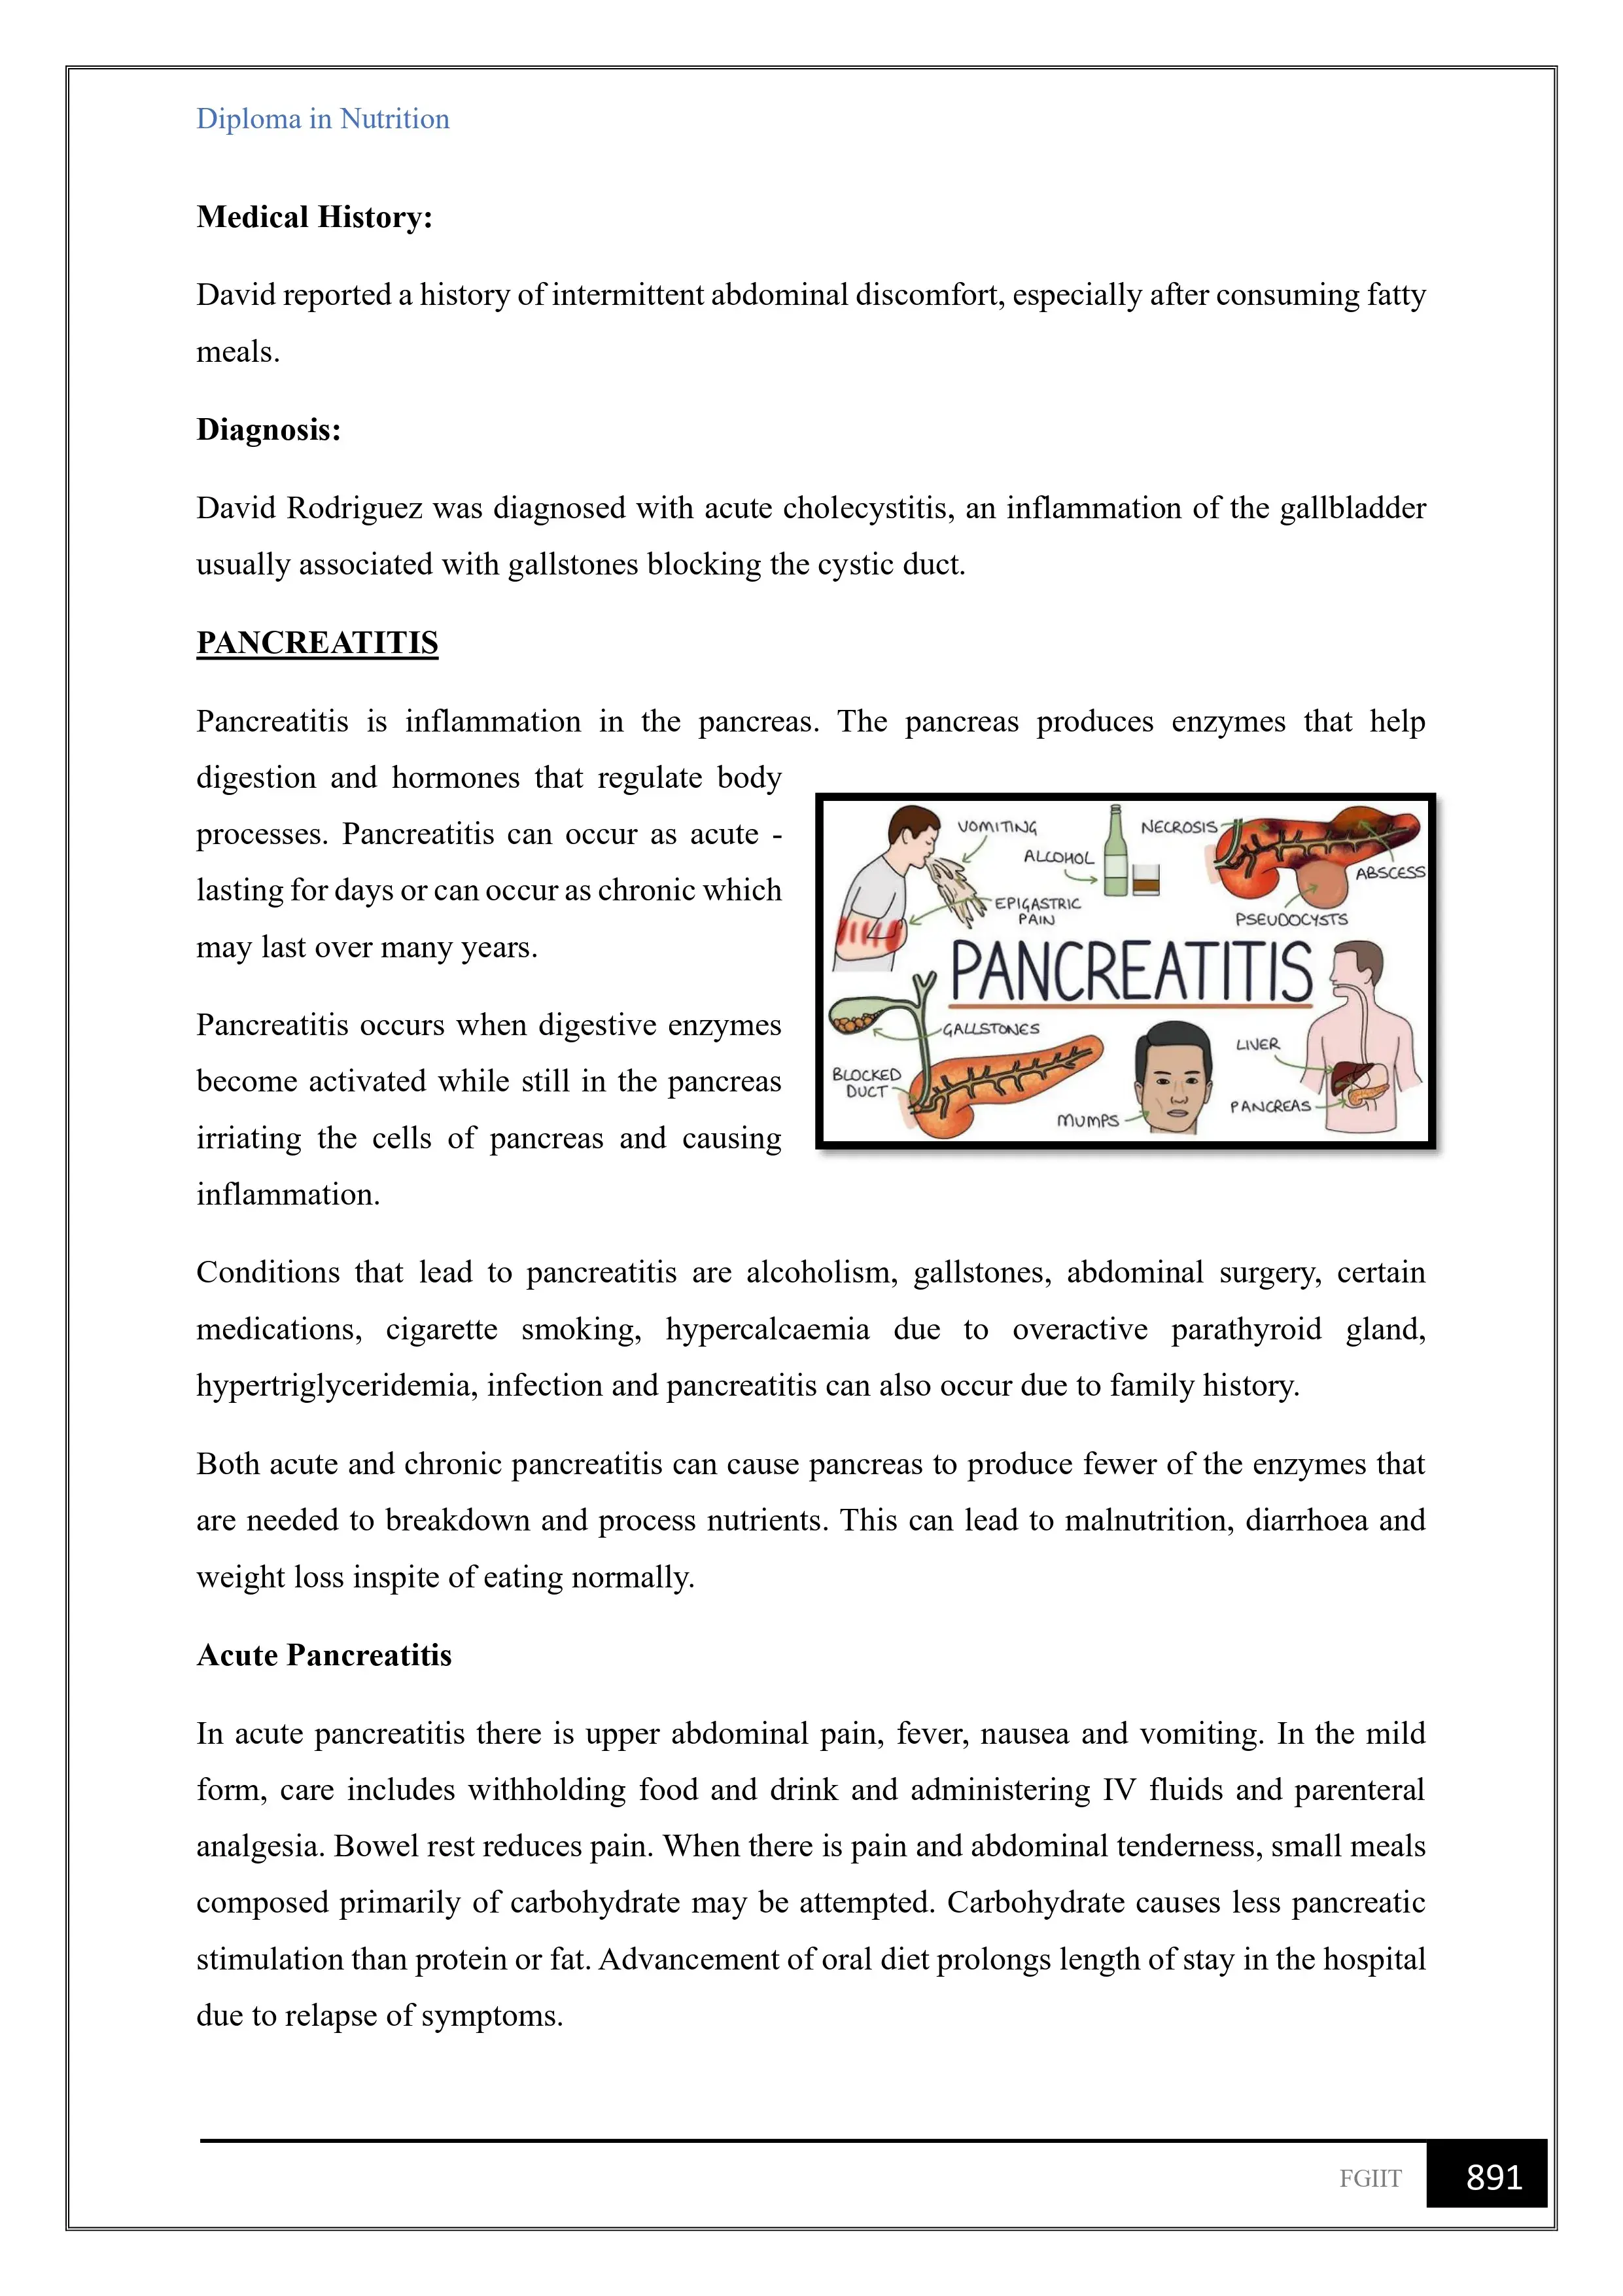 Diploma in Nutrition
Medical History:
David reported a history of intermittent abdominal discomfort, especially after consuming fatty
meals.
Diagnosis:
David Rodriguez was diagnosed with acute cholecystitis, an inflammation of the gallbladder
usually associated with gallstones blocking the cystic duct.
PANCREATITIS
Pancreatitis is inflammation in the pancreas. The pancreas produces enzymes that help
digestion and hormones that regulate body
processes. Pancreatitis can occur as acute -
lasting for days or can occur as chronic which
may last over many years.
Pancreatitis occurs when digestive enzymes
become activated while still in the pancreas
irriating the cells of pancreas and causing
inflammation.
VOMITING
ALCOHOL
NECROSIS
ABSCESS
EPIGASTRIC
PAIN
PSEUDOCYSTS
PANCREATITIS
GALLSTONES
LIVER
BLOCKED
DUCT
MUMPS
PANCREAS
Conditions that lead to pancreatitis are alcoholism, gallstones, abdominal surgery, certain
medications, cigarette smoking, hypercalcaemia due to overactive parathyroid gland,
hypertriglyceridemia, infection and pancreatitis can also occur due to family history.
Both acute and chronic pancreatitis can cause pancreas to produce fewer of the enzymes that
are needed to breakdown and process nutrients. This can lead to malnutrition, diarrhoea and
weight loss inspite of eating normally.
Acute Pancreatitis
In acute pancreatitis there is upper abdominal pain, fever, nausea and vomiting. In the mild
form, care includes withholding food and drink and administering IV fluids and parenteral
analgesia. Bowel rest reduces pain. When there is pain and abdominal tenderness, small meals
composed primarily of carbohydrate may be attempted. Carbohydrate causes less pancreatic
stimulation than protein or fat. Advancement of oral diet prolongs length of stay in the hospital
due to relapse of symptoms.
FGIIT 891